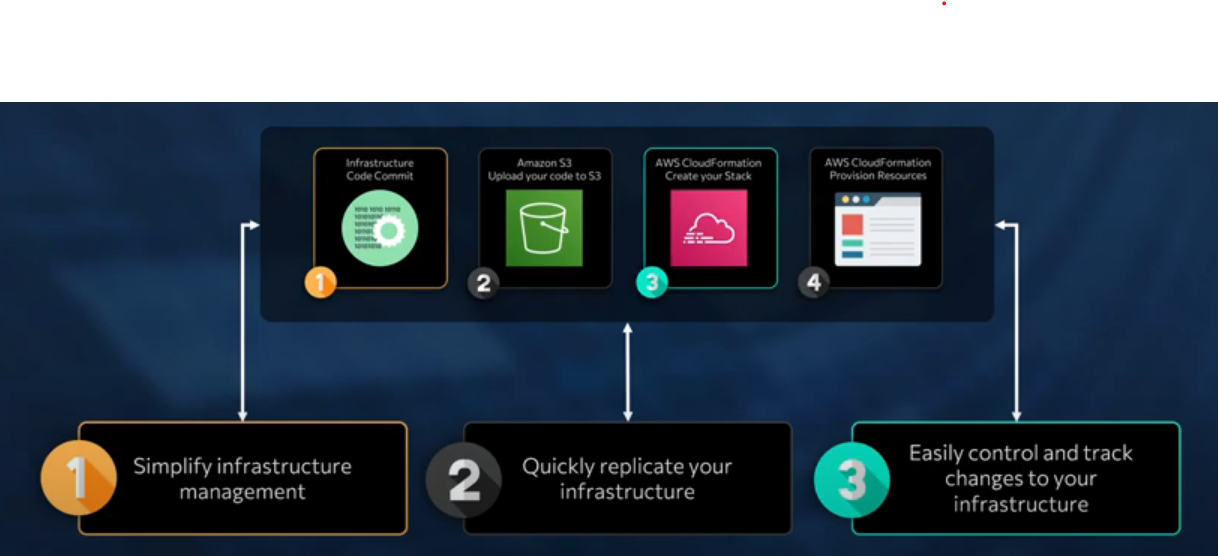 Infrastructure
Code Commit
1
Amazon S3
Upload your code to S3
2
AWS CloudFormation
Create your Stack
3
AWS CloudFormation
Provision Resources
4
1
Simplify infrastructure
management
2
Quickly replicate your
infrastructure
3
Easily control and track
changes to your
infrastructure